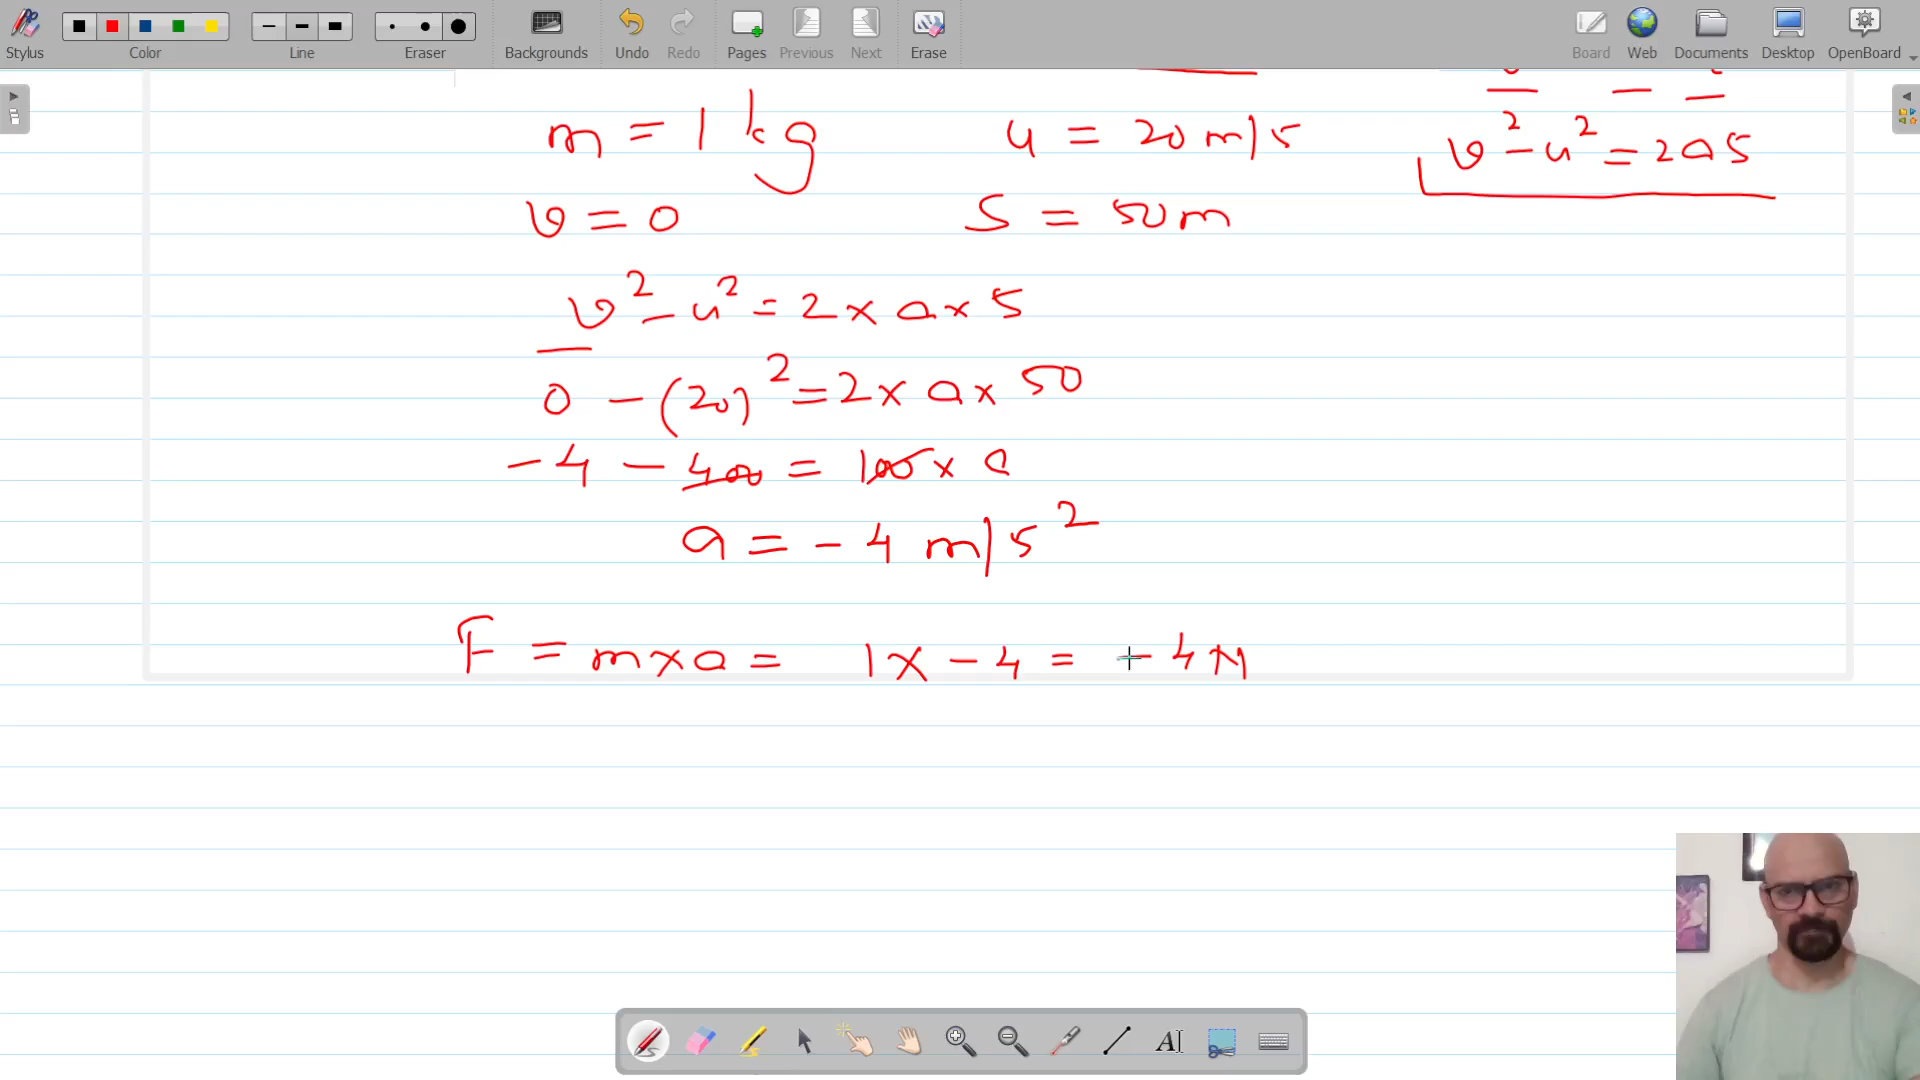 Stylus Color Line Eraser Backgrounds Undo Redo Pages Previous Next Erase Board Web Documents Desktop OpenBoard
m = 1 kg u = 20 m/s
v² - u² = 2as
v = 0 S = 50 m
v² - u² = 2 x a x s
0 - (20)² = 2 x a x 50
- 4 - 400 = 100 x a
a = - 4 m/s²
F = m x a = 1 x - 4 = - 4 N